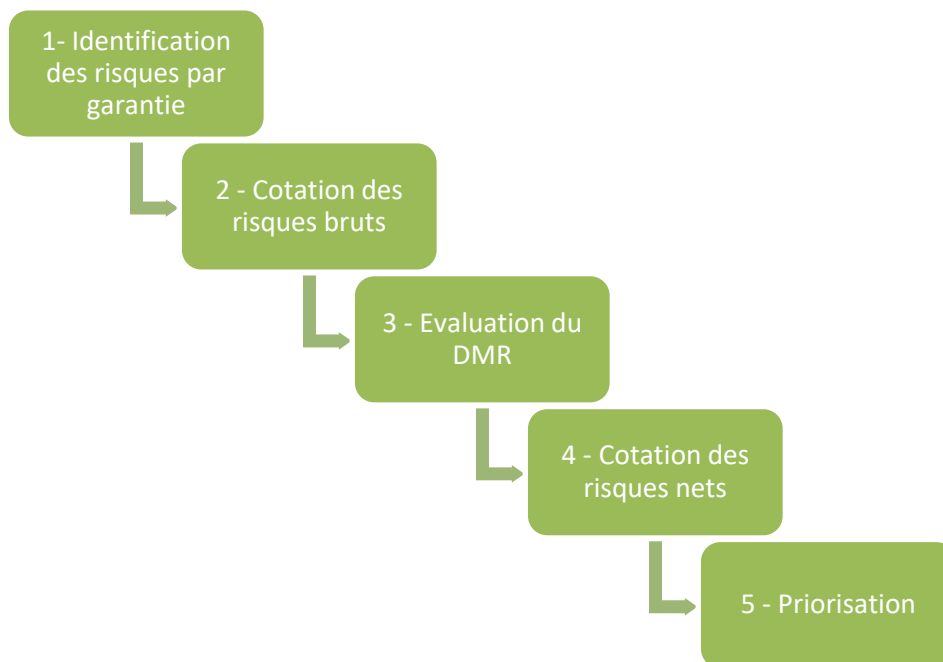 1- Identification
des risques par
garantie
2 - Cotation des
risques bruts
3 - Evaluation du
DMR
4 - Cotation des
risques nets
5 - Priorisation